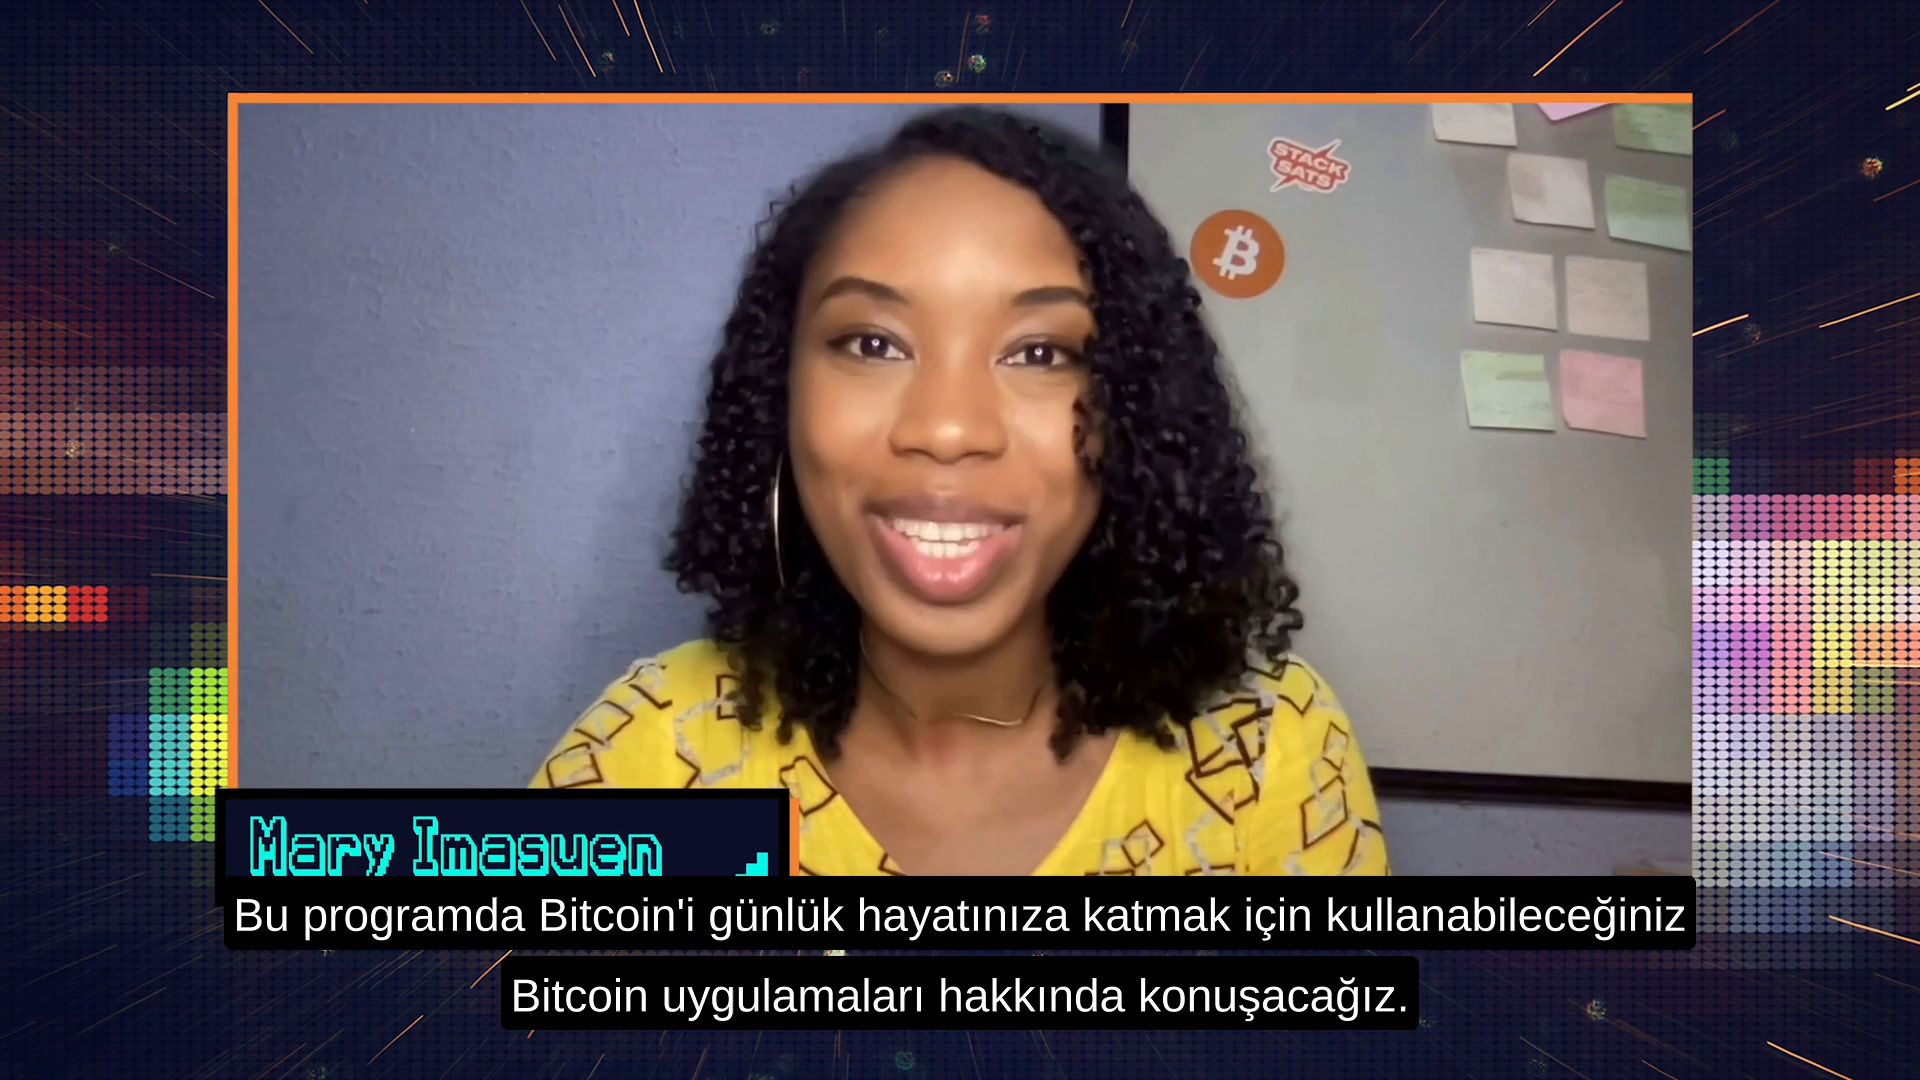 STACK
SATS
Mary Imasuen
Bu programda Bitcoin'i günlük hayatınıza katmak için kullanabileceğiniz
Bitcoin uygulamaları hakkında konuşacağız.